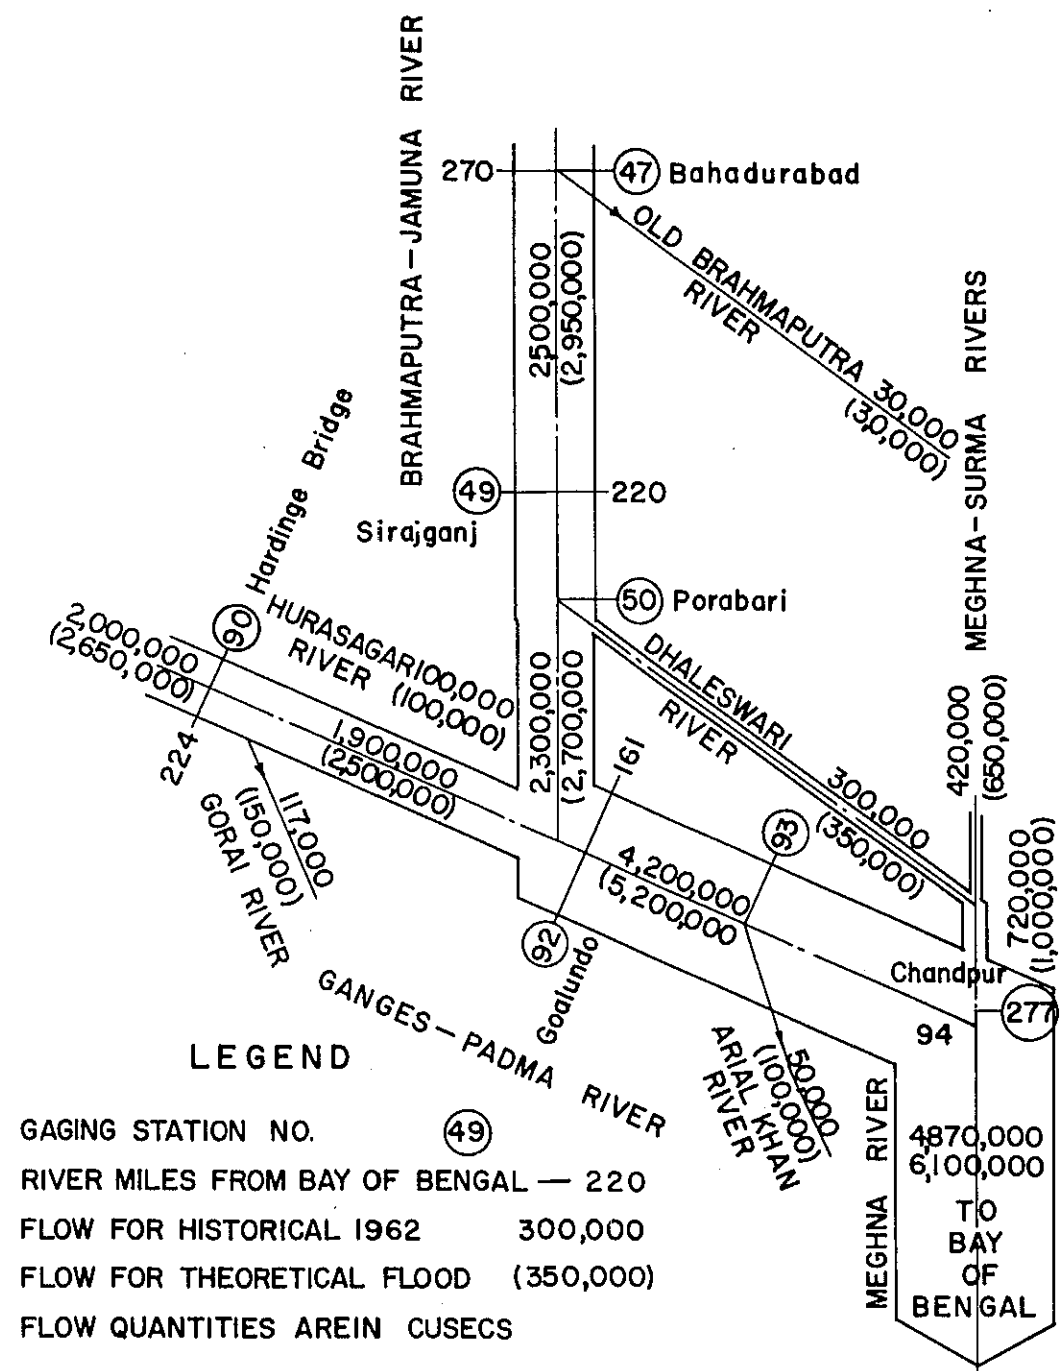 BRAHMAPUTRA-JAMUNA RIVER
270
47 Bahadurabad
OLD BRAHMAPUTRA
RIVER
30,000
(30,000)
2,500,000
(2,950,000)
MEGHNA-SURMA RIVERS
49
220
Sirajganj
Hardinge Bridge
90
50 Porabari
HURASAGAR 100,000
RIVER (100,000)
2,000,000
(2,650,000)
224
1,900,000
(2,500,000)
2,300,000
(2,700,000)
DHALESWARI
RIVER
300,000
(350,000)
420,000
(650,000)
161
117,000
(150,000)
GORAI RIVER
93
4,200,000
(5,200,000)
92
Goalundo
720,000
(1,000,000)
Chandpur
277
94
GANGES-PADMA RIVER
50,000
(100,000)
ARIAL KHAN
RIVER
MEGHNA RIVER
4,870,000
6,100,000
TO
BAY
OF
BENGAL
LEGEND
GAGING STATION NO. 49
RIVER MILES FROM BAY OF BENGAL — 220
FLOW FOR HISTORICAL 1962 300,000
FLOW FOR THEORETICAL FLOOD (350,000)
FLOW QUANTITIES AREIN CUSECS